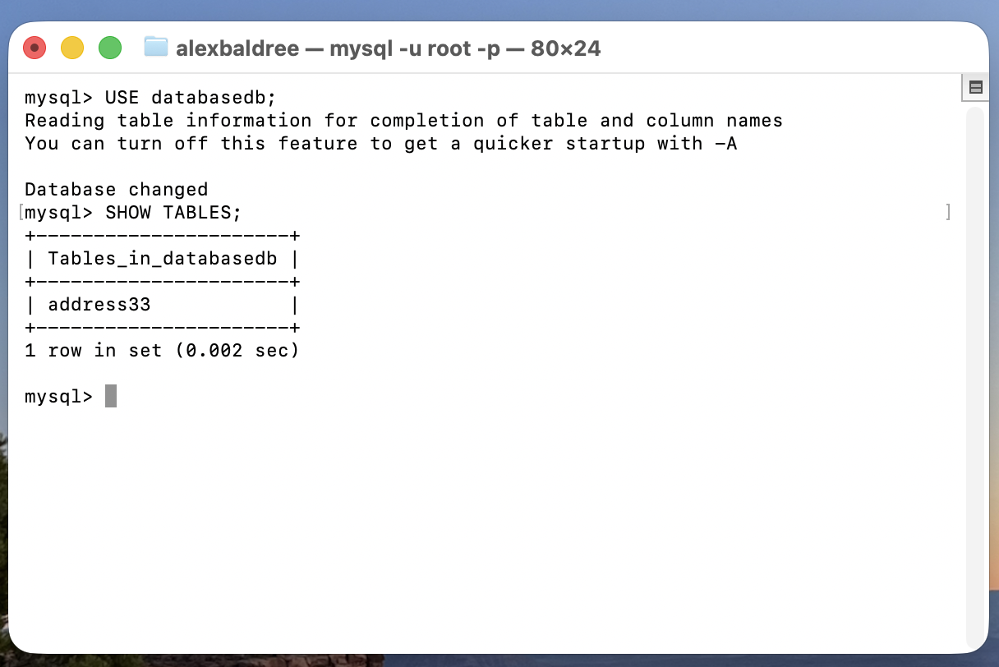 alexbaldree — mysql -u root -p — 80×24
mysql> USE databasedb;
Reading table information for completion of table and column names
You can turn off this feature to get a quicker startup with -A
Database changed
[mysql> SHOW TABLES; ]
+----------------------+
| Tables_in_databasedb |
+----------------------+
| address33            |
+----------------------+
1 row in set (0.002 sec)
mysql>